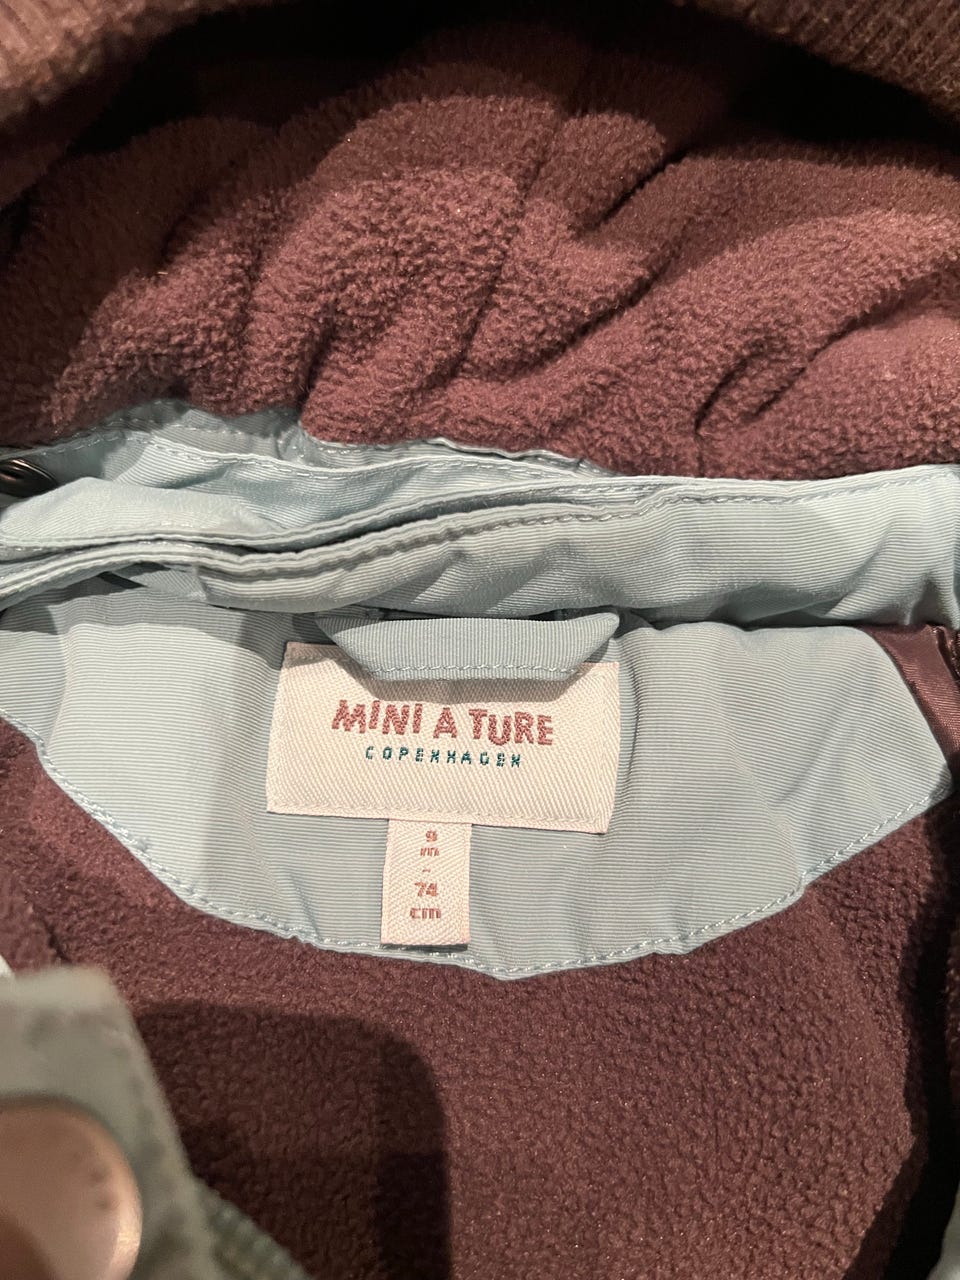 MINI A TURE
COPENHAGEN
9
m
-
74
cm